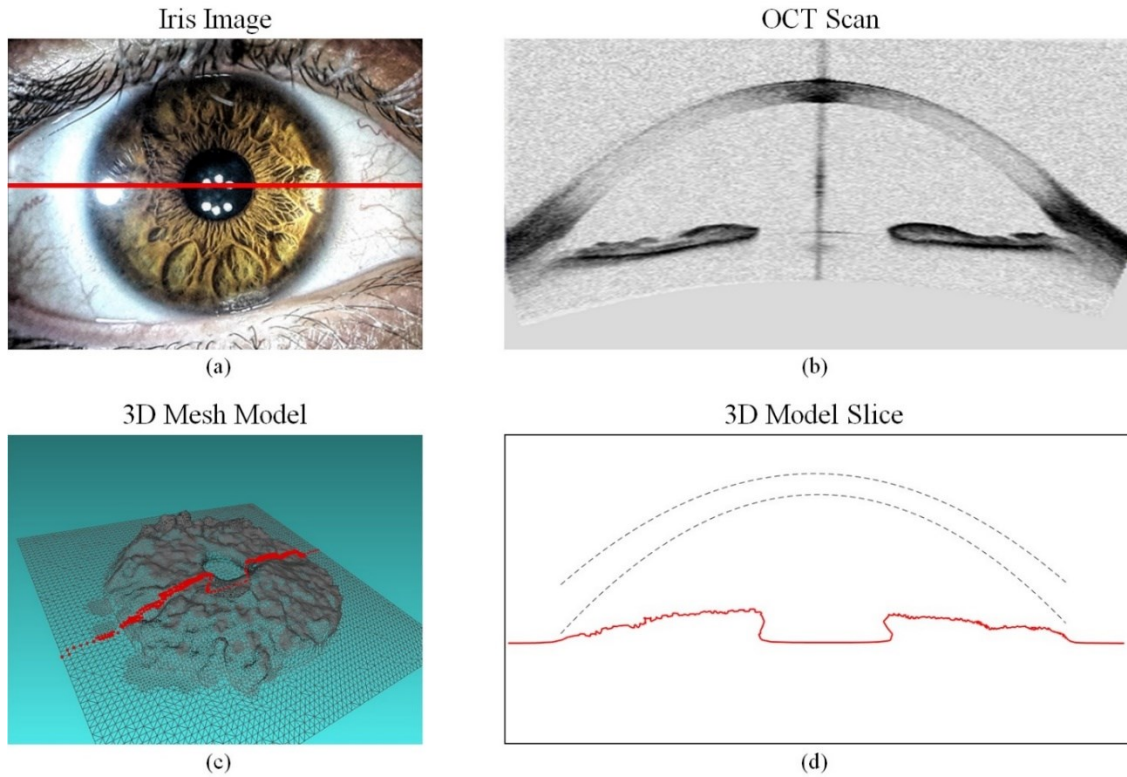 Iris Image
OCT Scan
(a)
(b)
3D Mesh Model
3D Model Slice
(c)
(d)